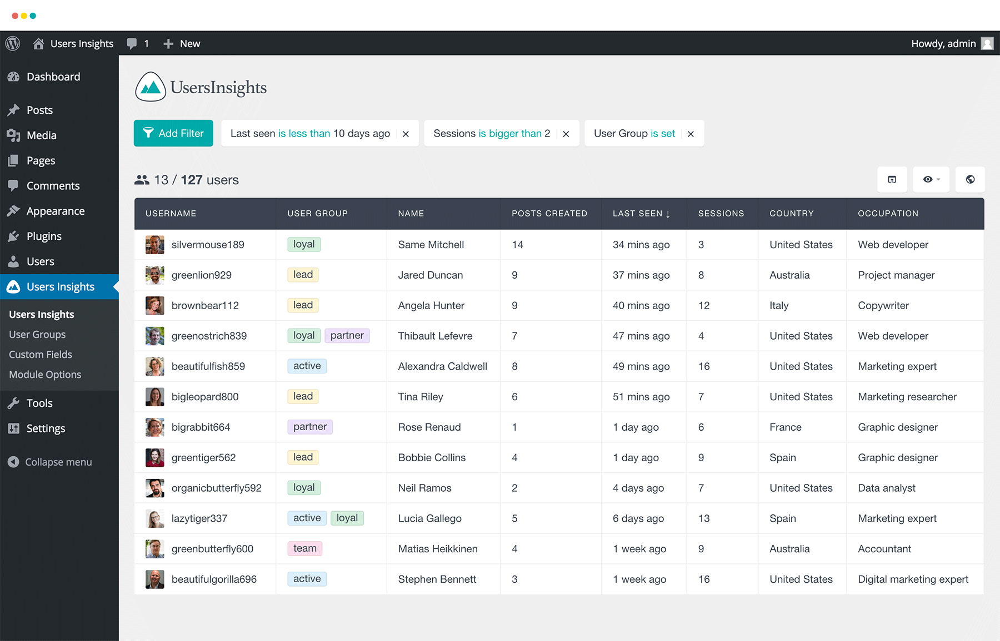 Users Insights 1 New Howdy, admin
Dashboard
Posts
Media
Pages
Comments
Appearance
Plugins
Users
Users Insights
Users Insights
User Groups
Custom Fields
Module Options
Tools
Settings
Collapse menu
UsersInsights
Add Filter Last seen is less than 10 days ago × Sessions is bigger than 2 × User Group is set ×
13 / 127 users
USERNAME USER GROUP NAME POSTS CREATED LAST SEEN ↓ SESSIONS COUNTRY OCCUPATION
silvermouse189 loyal Same Mitchell 14 34 mins ago 3 United States Web developer
greenlion929 lead Jared Duncan 9 37 mins ago 8 Australia Project manager
brownbear112 lead Angela Hunter 9 40 mins ago 12 Italy Copywriter
greenostrich839 loyal partner Thibault Lefevre 7 47 mins ago 4 United States Web developer
beautifulfish859 active Alexandra Caldwell 8 49 mins ago 16 United States Marketing expert
bigleopard800 lead Tina Riley 6 51 mins ago 7 United States Marketing researcher
bigrabbit664 partner Rose Renaud 1 1 day ago 6 France Graphic designer
greentiger562 lead Bobbie Collins 4 1 day ago 9 Spain Graphic designer
organicbutterfly592 loyal Neil Ramos 2 4 days ago 7 United States Data analyst
lazytiger337 active loyal Lucia Gallego 5 6 days ago 13 Spain Marketing expert
greenbutterfly600 team Matias Heikkinen 4 1 week ago 9 Australia Accountant
beautifulgorilla696 active Stephen Bennett 3 1 week ago 16 United States Digital marketing expert